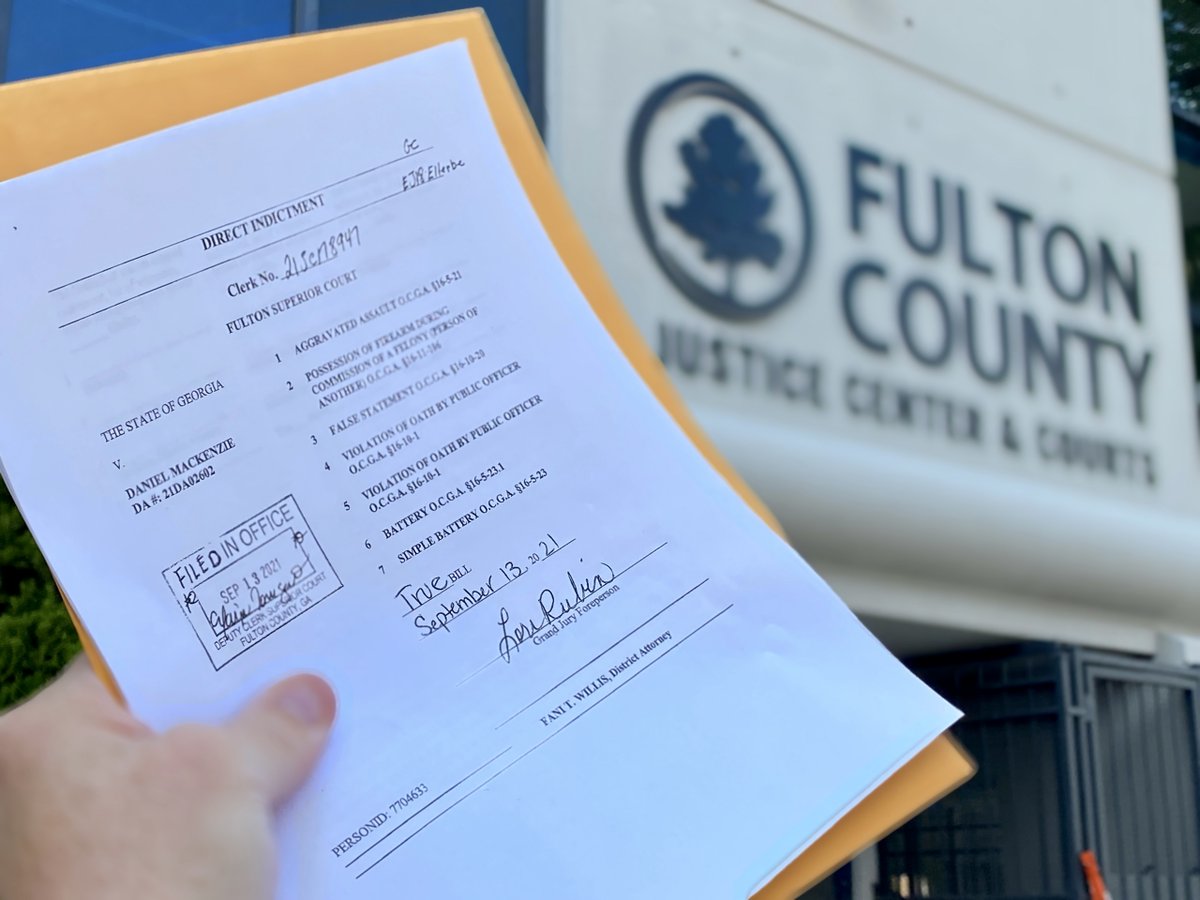 GC
EJP8 Ellerbe
DIRECT INDICTMENT
Clerk No. 21SC178947
FULTON SUPERIOR COURT
THE STATE OF GEORGIA
V.
DANIEL MACKENZIE
DA #: 21DA02602
1 AGGRAVATED ASSAULT O.C.G.A. §16-5-21
2 POSSESSION OF FIREARM DURING
COMMISSION OF A FELONY (PERSON OF
ANOTHER) O.C.G.A. §16-11-106
3 FALSE STATEMENT O.C.G.A. §16-10-20
4 VIOLATION OF OATH BY PUBLIC OFFICER
O.C.G.A. §16-10-1
5 VIOLATION OF OATH BY PUBLIC OFFICER
O.C.G.A. §16-10-1
6 BATTERY O.C.G.A. §16-5-23.1
7 SIMPLE BATTERY O.C.G.A. §16-5-23
FILED IN OFFICE
SEP 13 2021
DEPUTY CLERK SUPERIOR COURT
FULTON COUNTY, GA
True BILL
September 13, 2021
Grand Jury Foreperson
FANI T. WILLIS, District Attorney
PERSONID: 7704633
FULTON
COUNTY
JUSTICE CENTER & COURTS